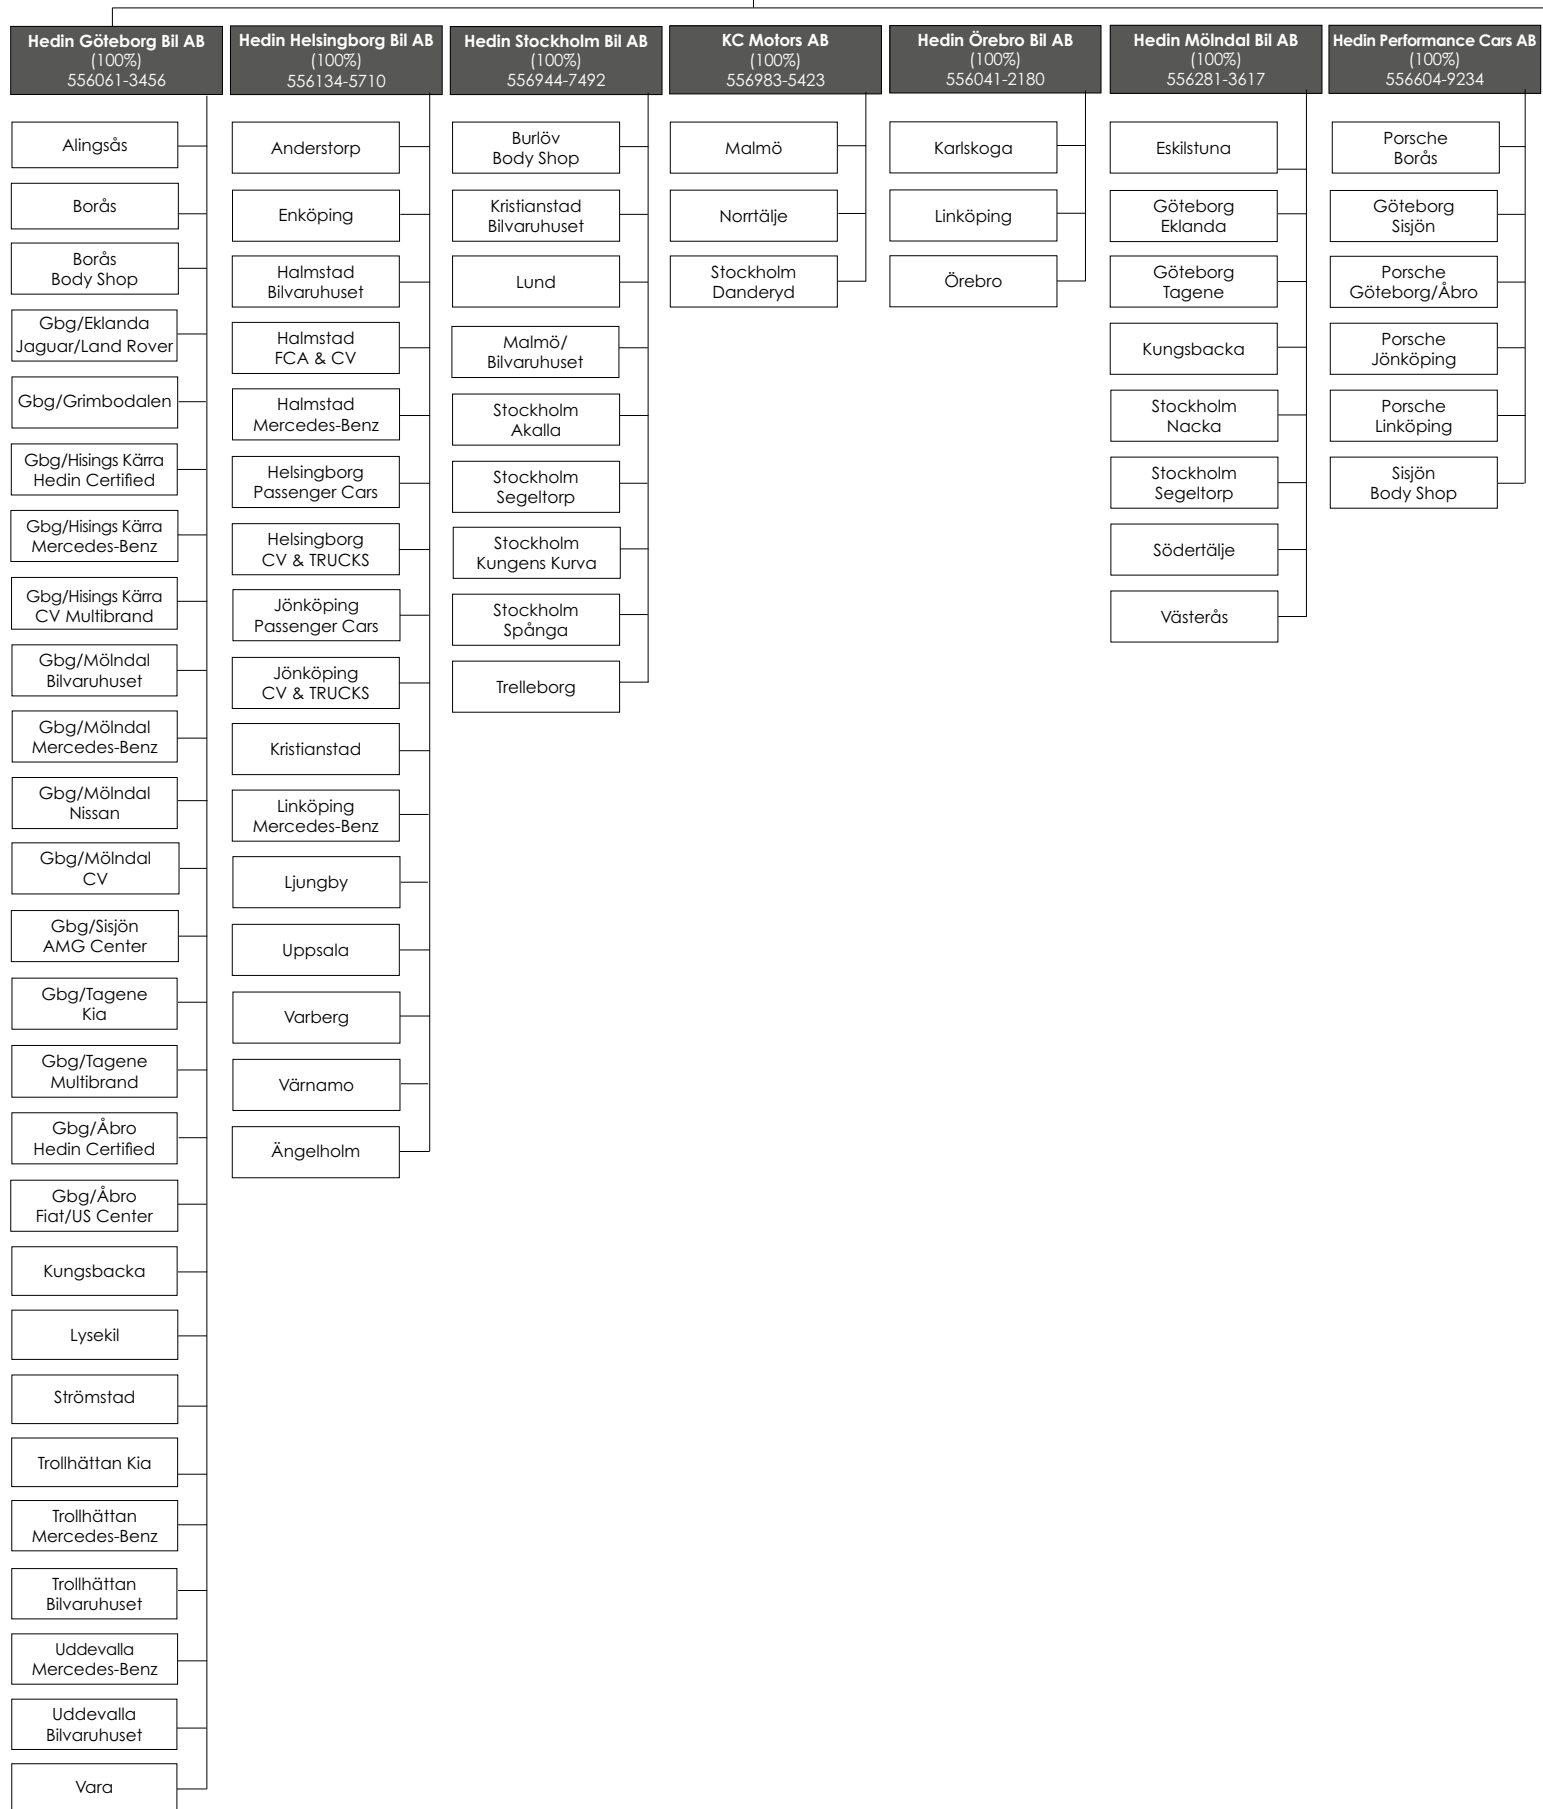 Hedin Göteborg Bil AB
(100%)
556061-3456
Alingsås
Borås
Borås
Body Shop
Gbg/Eklanda
Jaguar/Land Rover
Gbg/Grimbodalen
Gbg/Hisings Kärra
Hedin Certified
Gbg/Hisings Kärra
Mercedes-Benz
Gbg/Hisings Kärra
CV Multibrand
Gbg/Mölndal
Bilvaruhuset
Gbg/Mölndal
Mercedes-Benz
Gbg/Mölndal
Nissan
Gbg/Mölndal
CV
Gbg/Sisjön
AMG Center
Gbg/Tagene
Kia
Gbg/Tagene
Multibrand
Gbg/Åbro
Hedin Certified
Gbg/Åbro
Fiat/US Center
Kungsbacka
Lysekil
Strömstad
Trollhättan Kia
Trollhättan
Mercedes-Benz
Trollhättan
Bilvaruhuset
Uddevalla
Mercedes-Benz
Uddevalla
Bilvaruhuset
Vara
Hedin Helsingborg Bil AB
(100%)
556134-5710
Anderstorp
Enköping
Halmstad
Bilvaruhuset
Halmstad
FCA & CV
Halmstad
Mercedes-Benz
Helsingborg
Passenger Cars
Helsingborg
CV & TRUCKS
Jönköping
Passenger Cars
Jönköping
CV & TRUCKS
Kristianstad
Linköping
Mercedes-Benz
Ljungby
Uppsala
Varberg
Värnamo
Ängelholm
Hedin Stockholm Bil AB
(100%)
556944-7492
Burlöv
Body Shop
Kristianstad
Bilvaruhuset
Lund
Malmö/
Bilvaruhuset
Stockholm
Akalla
Stockholm
Segeltorp
Stockholm
Kungens Kurva
Stockholm
Spånga
Trelleborg
KC Motors AB
(100%)
556983-5423
Malmö
Norrtälje
Stockholm
Danderyd
Hedin Örebro Bil AB
(100%)
556041-2180
Karlskoga
Linköping
Örebro
Hedin Mölndal Bil AB
(100%)
556281-3617
Eskilstuna
Göteborg
Eklanda
Göteborg
Tagene
Kungsbacka
Stockholm
Nacka
Stockholm
Segeltorp
Södertälje
Västerås
Hedin Performance Cars AB
(100%)
556604-9234
Porsche
Borås
Göteborg
Sisjön
Porsche
Göteborg/Åbro
Porsche
Jönköping
Porsche
Linköping
Sisjön
Body Shop